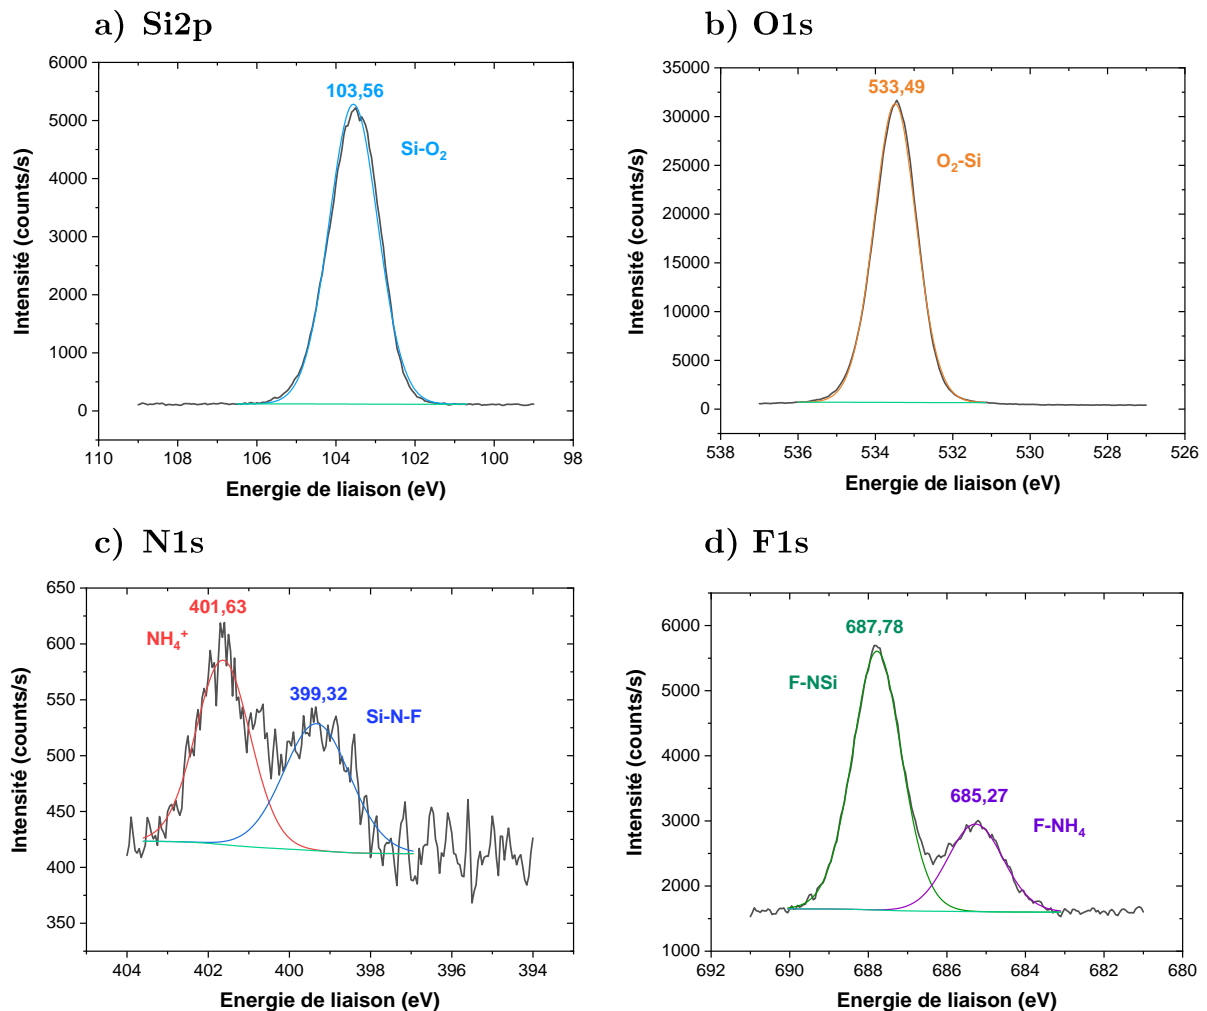 a) Si2p
6000
5000
4000
3000
2000
1000
0
110 108 106 104 102 100 98
Intensité (counts/s)
Energie de liaison (eV)
103,56
Si-O₂
b) O1s
35000
30000
25000
20000
15000
10000
5000
0
538 536 534 532 530 528 526
Intensité (counts/s)
Energie de liaison (eV)
533,49
O₂-Si
c) N1s
650
600
550
500
450
400
350
404 402 400 398 396 394
Intensité (counts/s)
Energie de liaison (eV)
401,63
NH₄⁺
399,32
Si-N-F
d) F1s
6000
5000
4000
3000
2000
1000
692 690 688 686 684 682 680
Intensité (counts/s)
Energie de liaison (eV)
687,78
F-NSi
685,27
F-NH₄